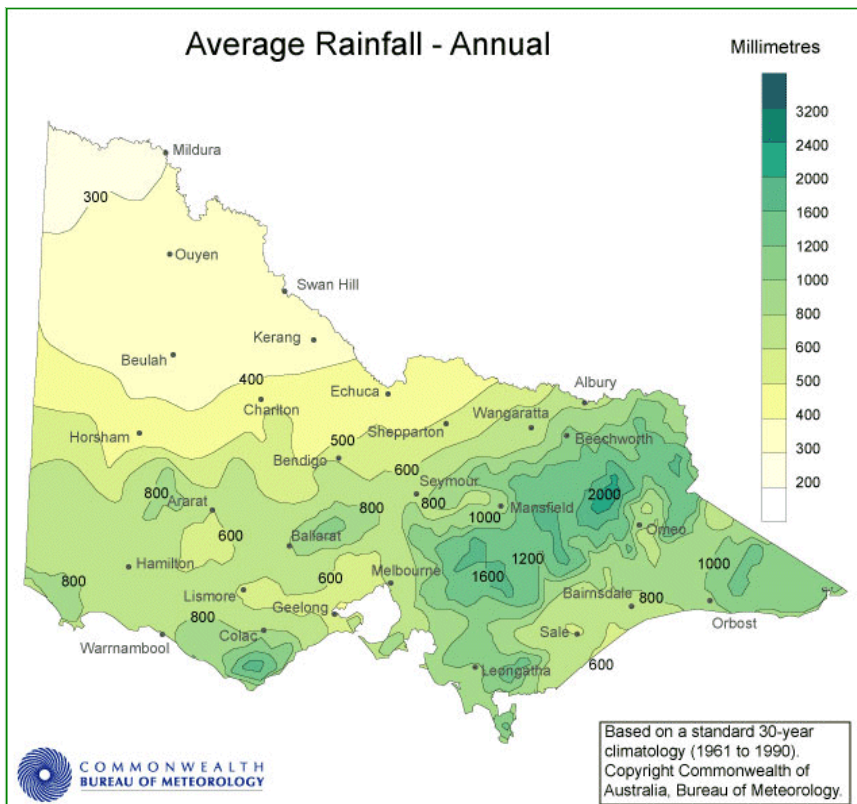 Average Rainfall - Annual
Millimetres
3200
2400
2000
1600
1200
1000
800
600
500
400
300
200
Mildura
300
Ouyen
Swan Hill
Kerang
Beulah
400
Echuca
Charlton
Albury
Horsham
Shepparton
Wangaratta
500
Beechworth
Bendigo
600
Seymour
800
800
800
2000
Ararat
1000
Mansfield
600
Ballarat
Omeo
1200
1000
Hamilton
800
600
Melbourne
1600
Lismore
Bairnsdale
800
Geelong
800
Colac
Orbost
Warrnambool
Sale
600
Leongatha
COMMONWEALTH
BUREAU OF METEOROLOGY
Based on a standard 30-year
climatology (1961 to 1990).
Copyright Commonwealth of
Australia, Bureau of Meteorology.